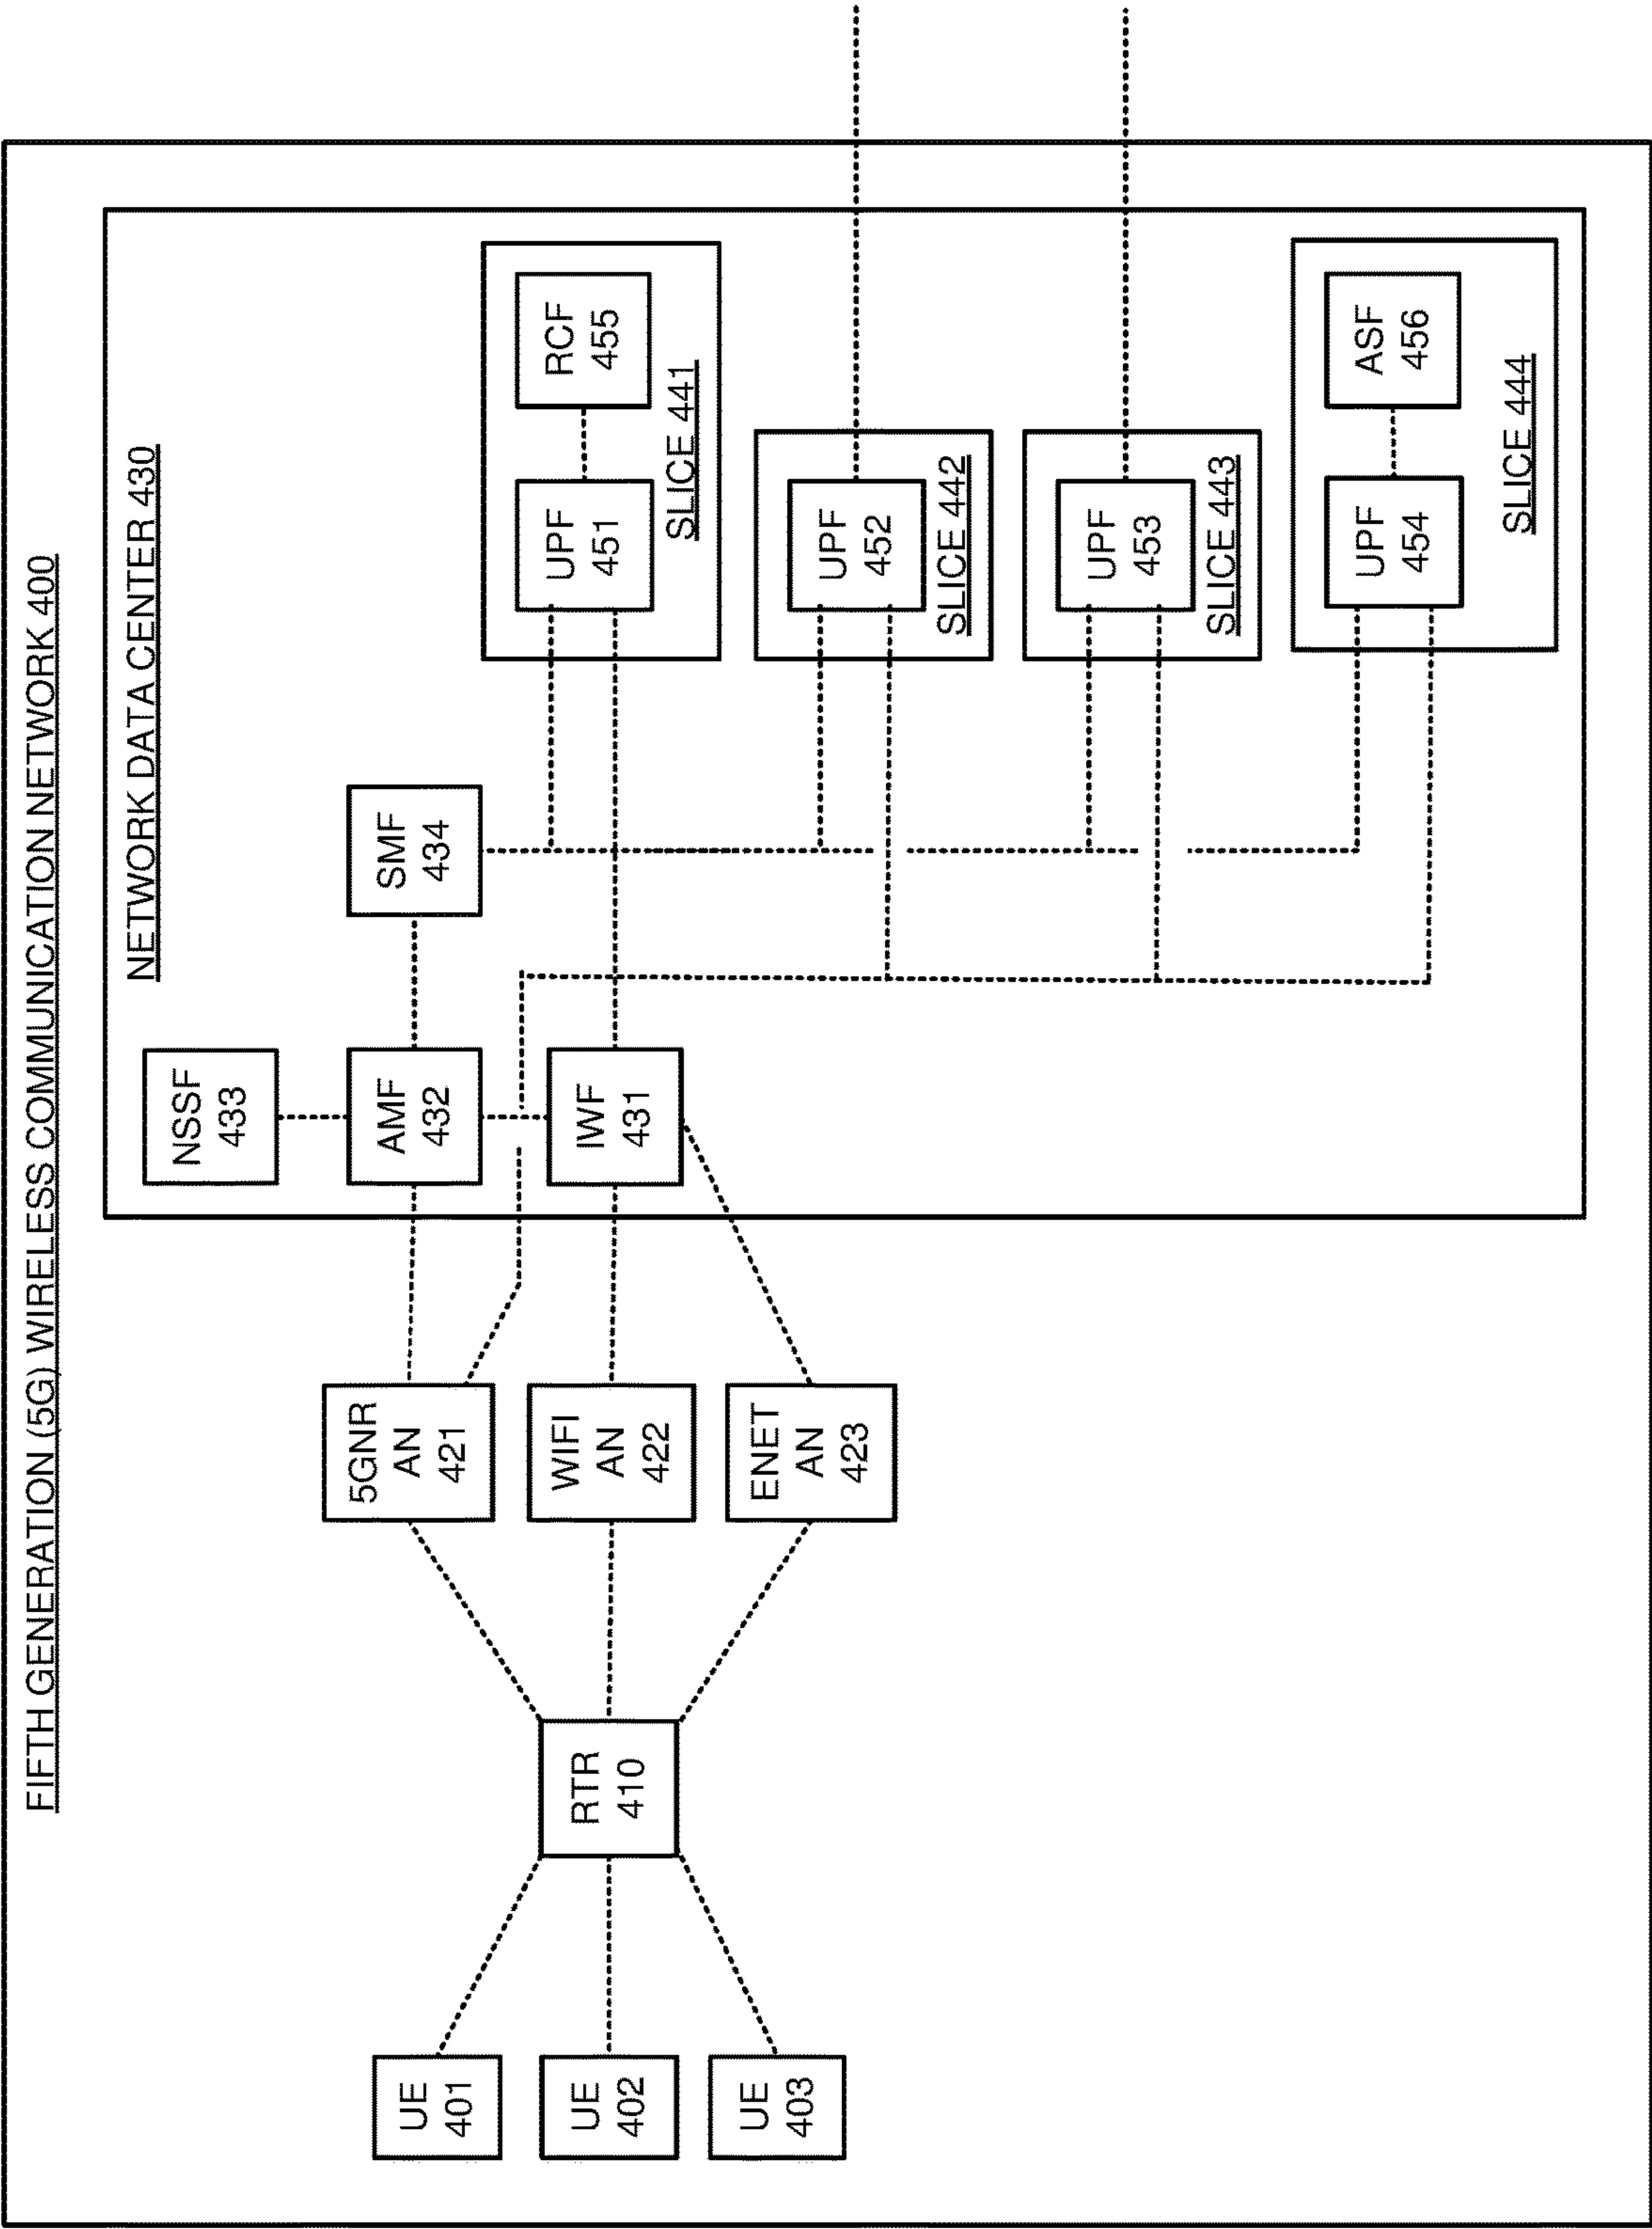 FIFTH GENERATION (5G) WIRELESS COMMUNICATION NETWORK 400
NETWORK DATA CENTER 430
NSSF
433
AMF
432
SMF
434
IWF
431
5GNR
AN
421
WIFI
AN
422
ENET
AN
423
RTR
410
UE
401
UE
402
UE
403
UPF
451
RCF
455
SLICE 441
UPF
452
SLICE 442
UPF
453
SLICE 443
UPF
454
ASF
456
SLICE 444